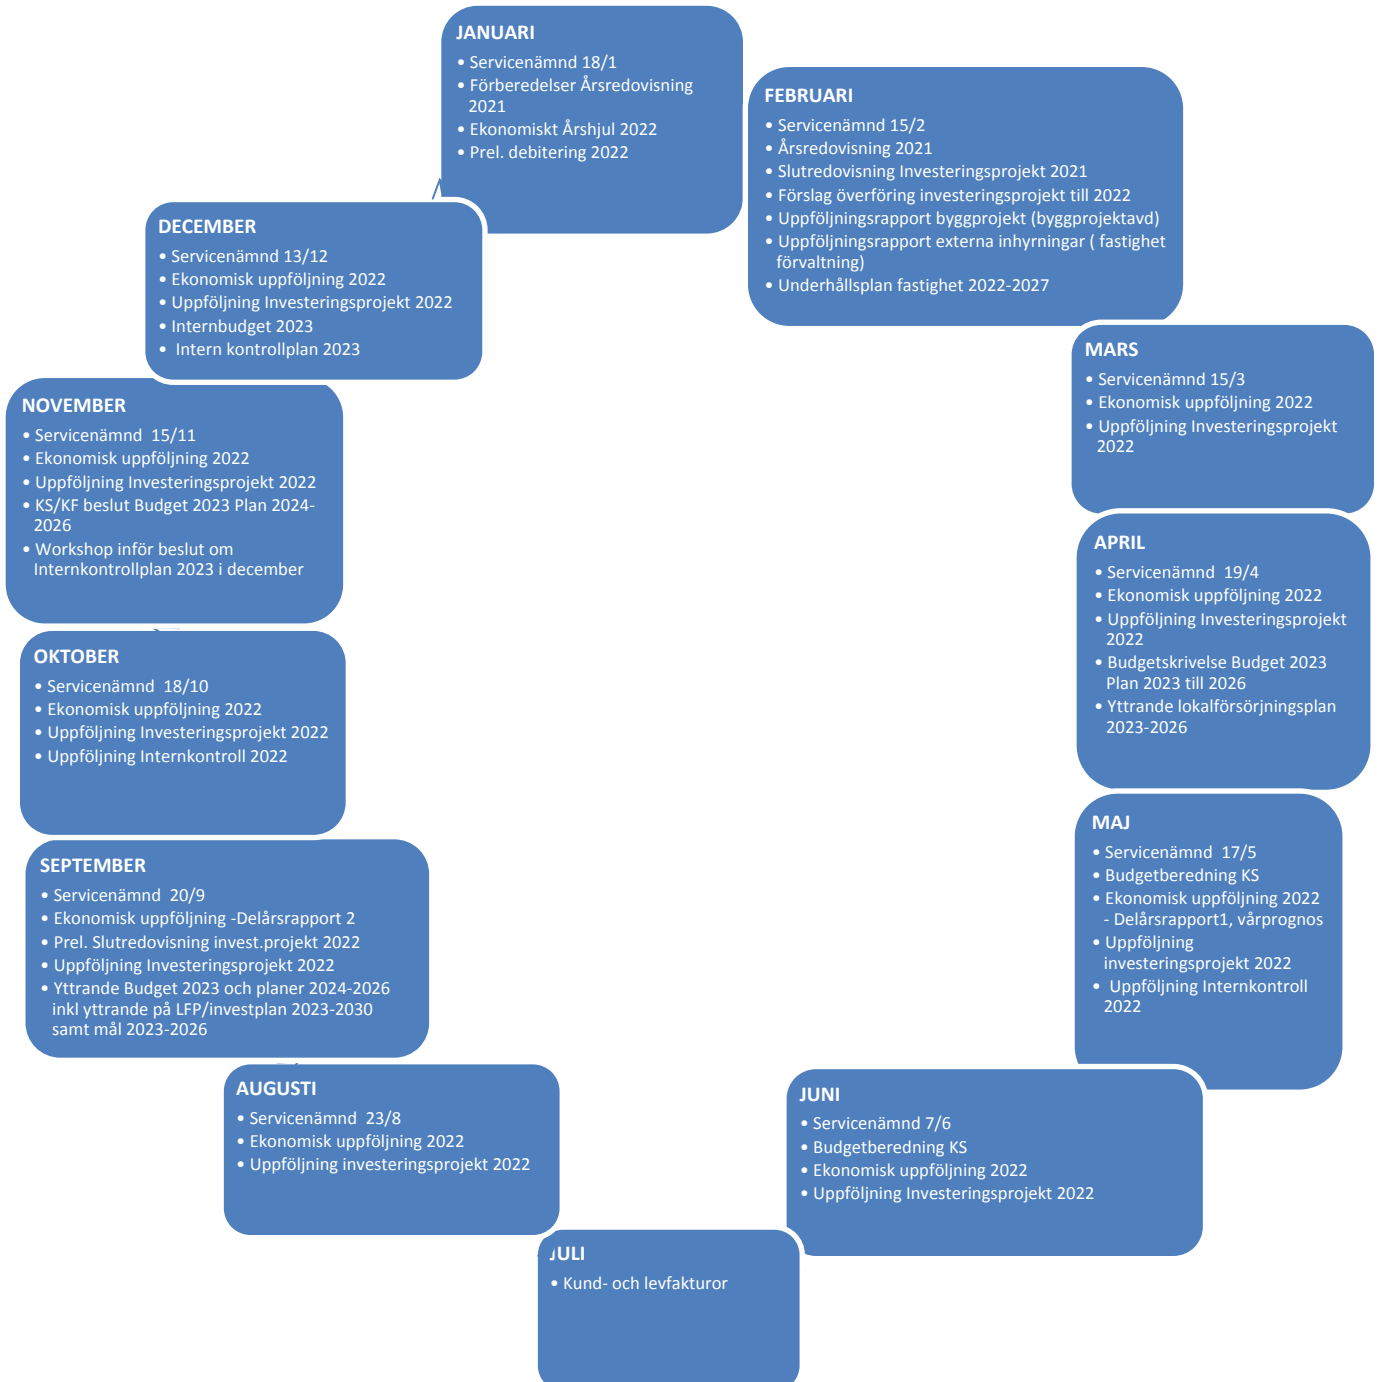 JANUARI
• Servicenämnd 18/1
• Förberedelser Årsredovisning
2021
• Ekonomiskt Årshjul 2022
• Prel. debitering 2022
FEBRUARI
• Servicenämnd 15/2
• Årsredovisning 2021
• Slutredovisning Investeringsprojekt 2021
• Förslag överföring investeringsprojekt till 2022
• Uppföljningsrapport byggprojekt (byggprojektavd)
• Uppföljningsrapport externa inhyrningar ( fastighet
förvaltning)
• Underhållsplan fastighet 2022-2027
MARS
• Servicenämnd 15/3
• Ekonomisk uppföljning 2022
• Uppföljning Investeringsprojekt
2022
APRIL
• Servicenämnd 19/4
• Ekonomisk uppföljning 2022
• Uppföljning Investeringsprojekt
2022
• Budgetskrivelse Budget 2023
Plan 2023 till 2026
• Yttrande lokalförsörjningsplan
2023-2026
MAJ
• Servicenämnd 17/5
• Budgetberedning KS
• Ekonomisk uppföljning 2022
- Delårsrapport1, vårprognos
• Uppföljning
investeringsprojekt 2022
• Uppföljning Internkontroll
2022
JUNI
• Servicenämnd 7/6
• Budgetberedning KS
• Ekonomisk uppföljning 2022
• Uppföljning Investeringsprojekt 2022
JULI
• Kund- och levfakturor
AUGUSTI
• Servicenämnd 23/8
• Ekonomisk uppföljning 2022
• Uppföljning investeringsprojekt 2022
SEPTEMBER
• Servicenämnd 20/9
• Ekonomisk uppföljning -Delårsrapport 2
• Prel. Slutredovisning invest.projekt 2022
• Uppföljning Investeringsprojekt 2022
• Yttrande Budget 2023 och planer 2024-2026
inkl yttrande på LFP/investplan 2023-2030
samt mål 2023-2026
OKTOBER
• Servicenämnd 18/10
• Ekonomisk uppföljning 2022
• Uppföljning Investeringsprojekt 2022
• Uppföljning Internkontroll 2022
NOVEMBER
• Servicenämnd 15/11
• Ekonomisk uppföljning 2022
• Uppföljning Investeringsprojekt 2022
• KS/KF beslut Budget 2023 Plan 2024-
2026
• Workshop inför beslut om
Internkontrollplan 2023 i december
DECEMBER
• Servicenämnd 13/12
• Ekonomisk uppföljning 2022
• Uppföljning Investeringsprojekt 2022
• Internbudget 2023
• Intern kontrollplan 2023